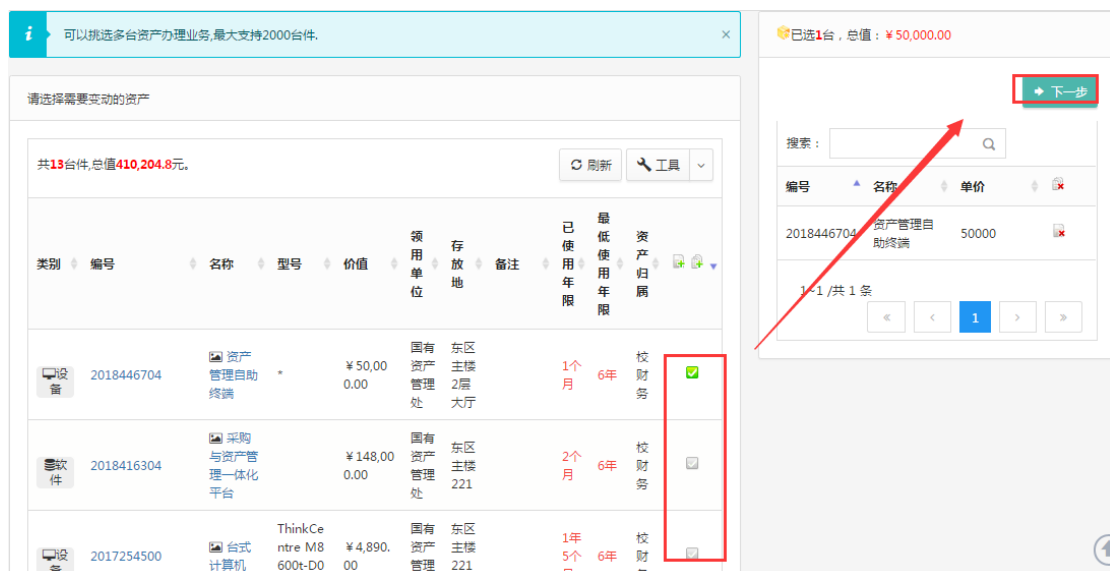 可以挑选多台资产办理业务,最大支持2000台件.
已选1台，总值：￥50,000.00
请选择需要变动的资产
下一步
共13台件,总值410,204.8元。
刷新
工具
搜索：
编号 名称 单价
2018446704 资产管理自 50000
助终端
1~1 /共 1 条
1
类别 编号 名称 型号 价值
领
用
单
位
存
放
地
备注
已
使
用
年
限
最
低
使
用
年
限
资
产
归
属
设
备
2018446704
资产
管理自助
终端
*
￥50,00
0.00
国有
资产
管理
处
东区
主楼
2层
大厅
1个
月
6年
校
财
务
软
件
2018416304
采购
与资产管
理一体化
平台
￥148,00
0.00
国有
资产
管理
处
东区
主楼
221
2个
月
6年
校
财
务
设
2017254500
台式
计算机
ThinkCe
ntre M8
600t-D0
￥4,890.
00
国有
资产
管理
东区
主楼
221
1年
5个
6年
校
财